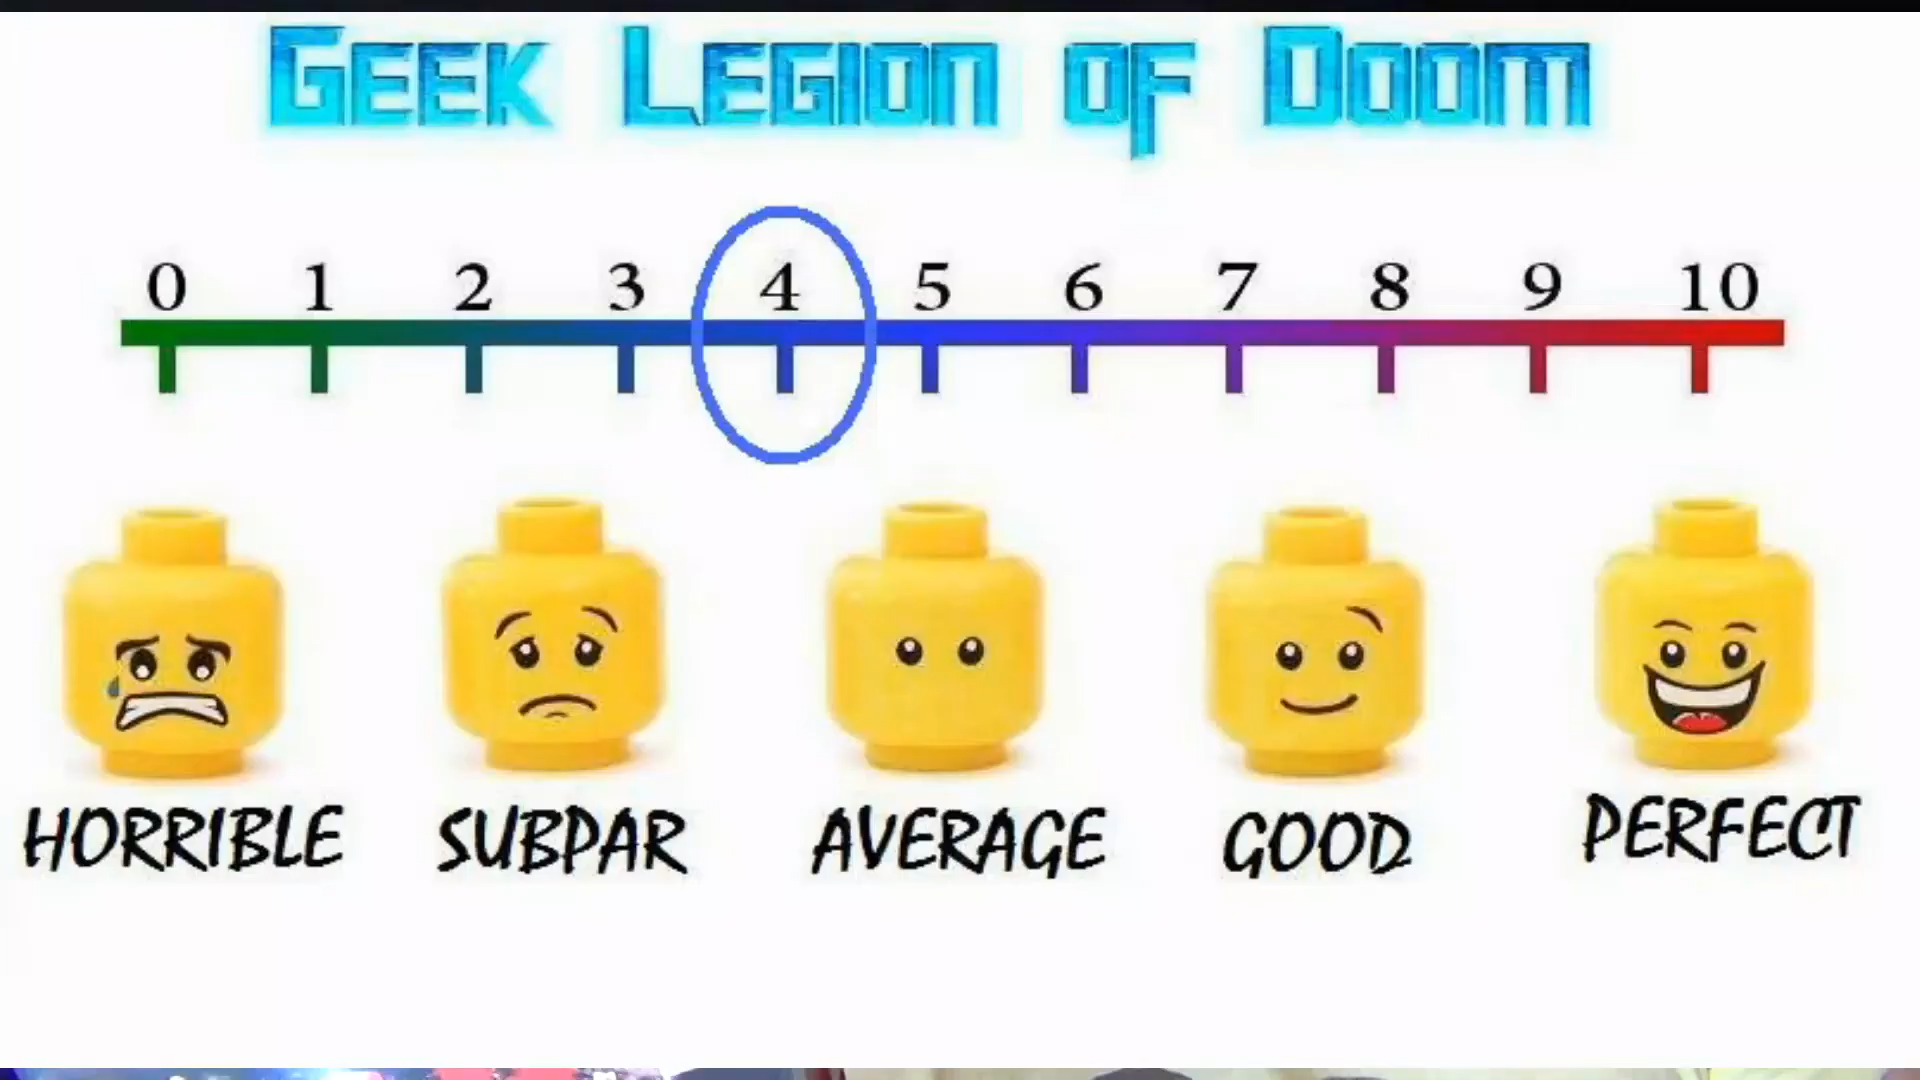 Geek Legion of Doom
0 1 2 3 4 5 6 7 8 9 10
HORRIBLE SUBPAR AVERAGE GOOD PERFECT